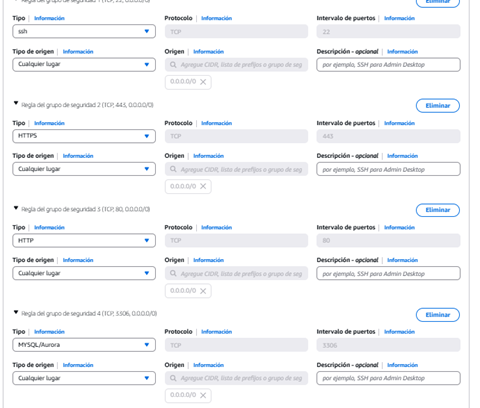 Regla del grupo de seguridad 1 (TCP, 22, 0.0.0.0/0) Eliminar
Tipo | Información Protocolo | Información Intervalo de puertos | Información
ssh TCP 22
Tipo de origen | Información Origen | Información Descripción - opcional | Información
Cualquier lugar Agregue CIDR, lista de prefijos o grupo de seg por ejemplo, SSH para Admin Desktop
0.0.0.0/0
Regla del grupo de seguridad 2 (TCP, 443, 0.0.0.0/0) Eliminar
Tipo | Información Protocolo | Información Intervalo de puertos | Información
HTTPS TCP 443
Tipo de origen | Información Origen | Información Descripción - opcional | Información
Cualquier lugar Agregue CIDR, lista de prefijos o grupo de seg por ejemplo, SSH para Admin Desktop
0.0.0.0/0
Regla del grupo de seguridad 3 (TCP, 80, 0.0.0.0/0) Eliminar
Tipo | Información Protocolo | Información Intervalo de puertos | Información
HTTP TCP 80
Tipo de origen | Información Origen | Información Descripción - opcional | Información
Cualquier lugar Agregue CIDR, lista de prefijos o grupo de seg por ejemplo, SSH para Admin Desktop
0.0.0.0/0
Regla del grupo de seguridad 4 (TCP, 3306, 0.0.0.0/0) Eliminar
Tipo | Información Protocolo | Información Intervalo de puertos | Información
MYSQL/Aurora TCP 3306
Tipo de origen | Información Origen | Información Descripción - opcional | Información
Cualquier lugar Agregue CIDR, lista de prefijos o grupo de seg por ejemplo, SSH para Admin Desktop
0.0.0.0/0